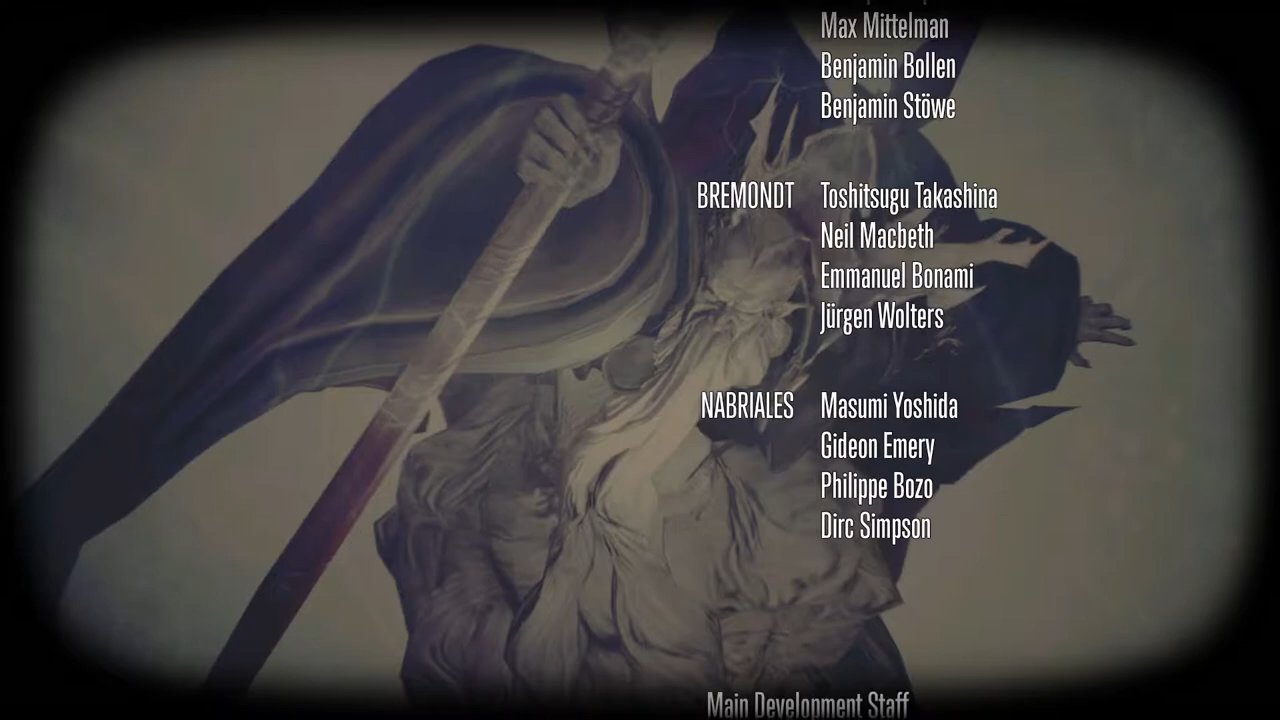 Max Mittelman
Benjamin Bollen
Benjamin Stöwe
BREMONDT Toshitsugu Takashina
Neil Macbeth
Emmanuel Bonami
Jürgen Wolters
NABRIALES Masumi Yoshida
Gideon Emery
Philippe Bozo
Dirc Simpson
Main Development Staff